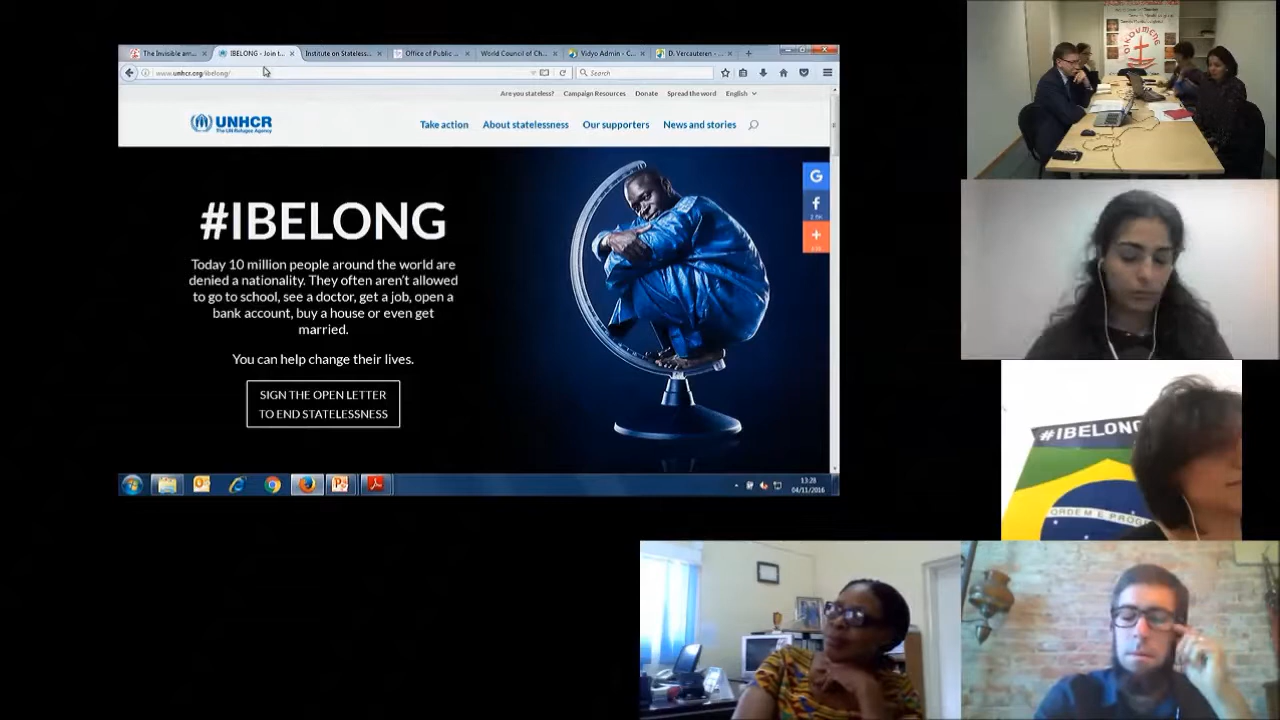 The Invisible am...
IBELONG - Join t...
Institute on Stateless...
Office of Public ...
World Council of Ch...
Vidyo Admin - C...
D. Vercauteren - ...
www.unhcr.org/ibelong/
Search
Are you stateless?
Campaign Resources
Donate
Spread the word
English
UNHCR
The UN Refugee Agency
Take action
About statelessness
Our supporters
News and stories
#IBELONG
Today 10 million people around the world are
denied a nationality. They often aren't allowed
to go to school, see a doctor, get a job, open a
bank account, buy a house or even get
married.
You can help change their lives.
SIGN THE OPEN LETTER
TO END STATELESSNESS
G
f
+
13:28
04/11/2016
OIKOUMENE
#IBELONG
ORDEM E PROG